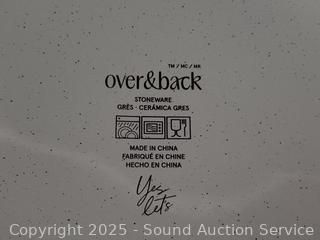 TM / MC / MR
over&back
STONEWARE
GRÈS · CERÁMICA GRES
MADE IN CHINA
FABRIQUÉ EN CHINE
HECHO EN CHINA
Yes
let's
Copyright © 2025 - Sound Auction Service